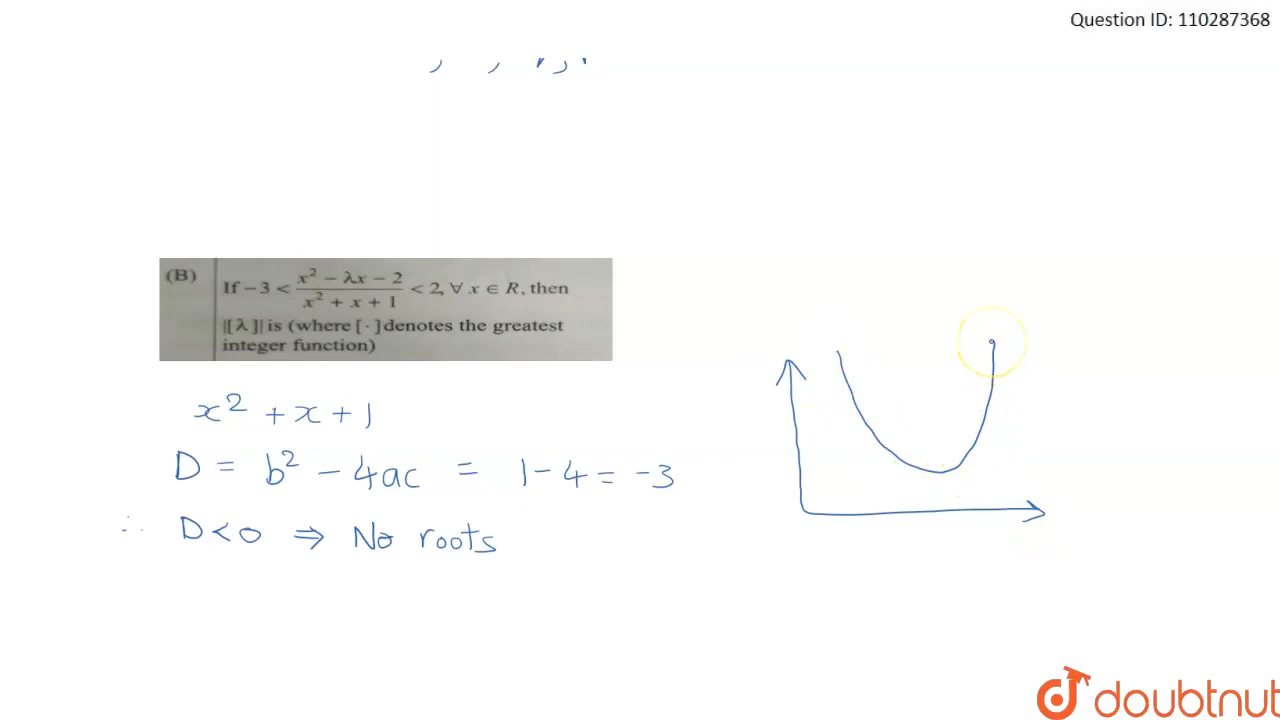 Question ID: 110287368
(B) If −3 < (x² − λx − 2)/(x² + x + 1) < 2, ∀ x ∈ R, then
|[λ]| is (where [·] denotes the greatest
integer function)
x² + x + 1
D = b² − 4ac = 1 − 4 = −3
∴ D < 0 ⇒ No roots
doubtnut